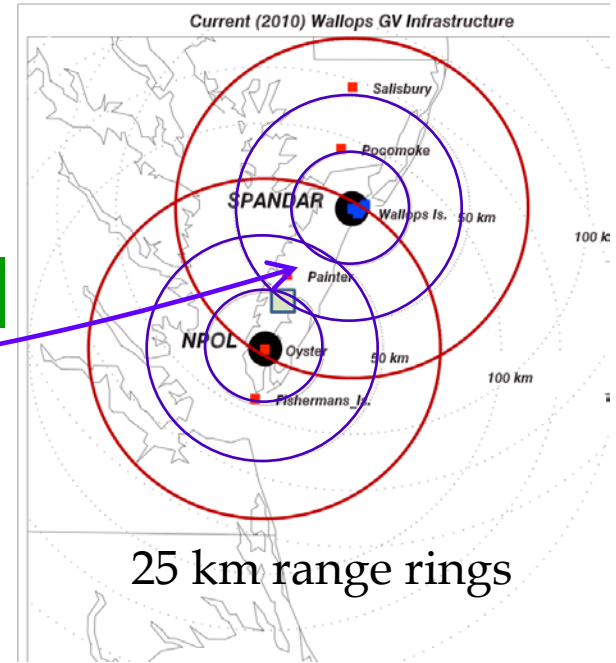 Current (2010) Wallops GV Infrastructure
Salisbury
Pocomoke
SPANDAR
Wallops Is.
50 km
100 k
Painter
NPOL
Oyster
50 km
100 km
Fishermans_Is.
25 km range rings